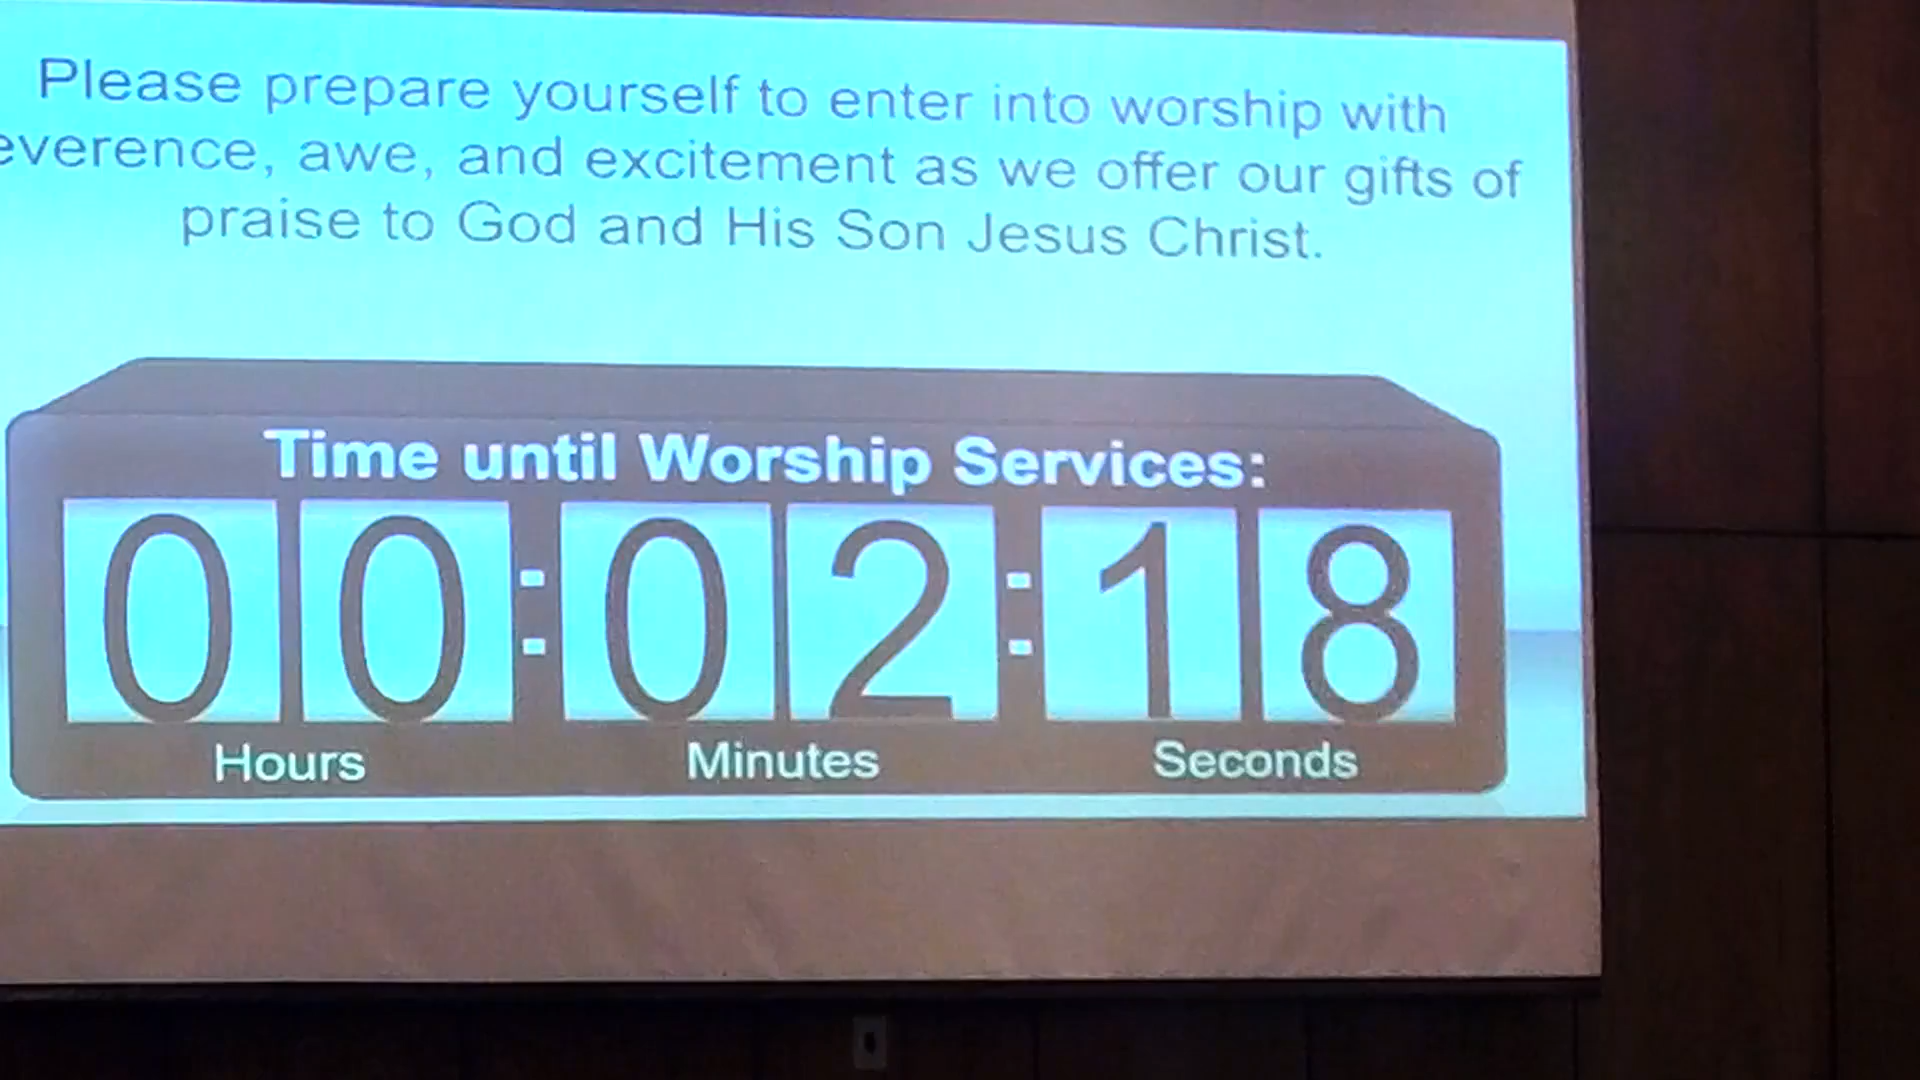 Please prepare yourself to enter into worship with
everence, awe, and excitement as we offer our gifts of
praise to God and His Son Jesus Christ.
Time until Worship Services:
00:02:18
Hours Minutes Seconds